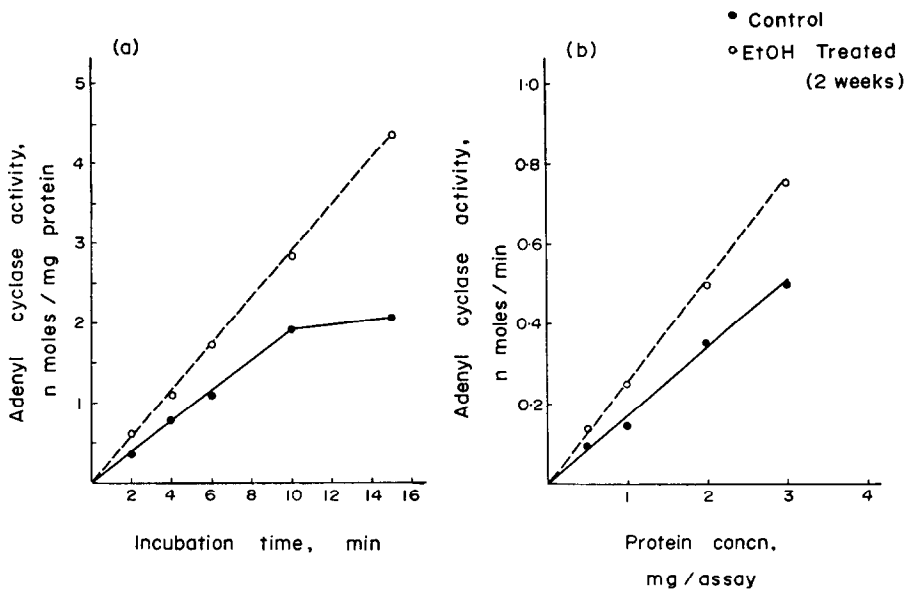 ● Control
○ EtOH Treated
(2 weeks)
(a)
5
4
3
2
1
2 4 6 8 10 12 14 16
Adenyl cyclase activity,
n moles / mg protein
Incubation time, min
(b)
1·0
0·8
0·6
0·4
0·2
1 2 3 4
Adenyl cyclase activity,
n moles / min
Protein concn,
mg / assay